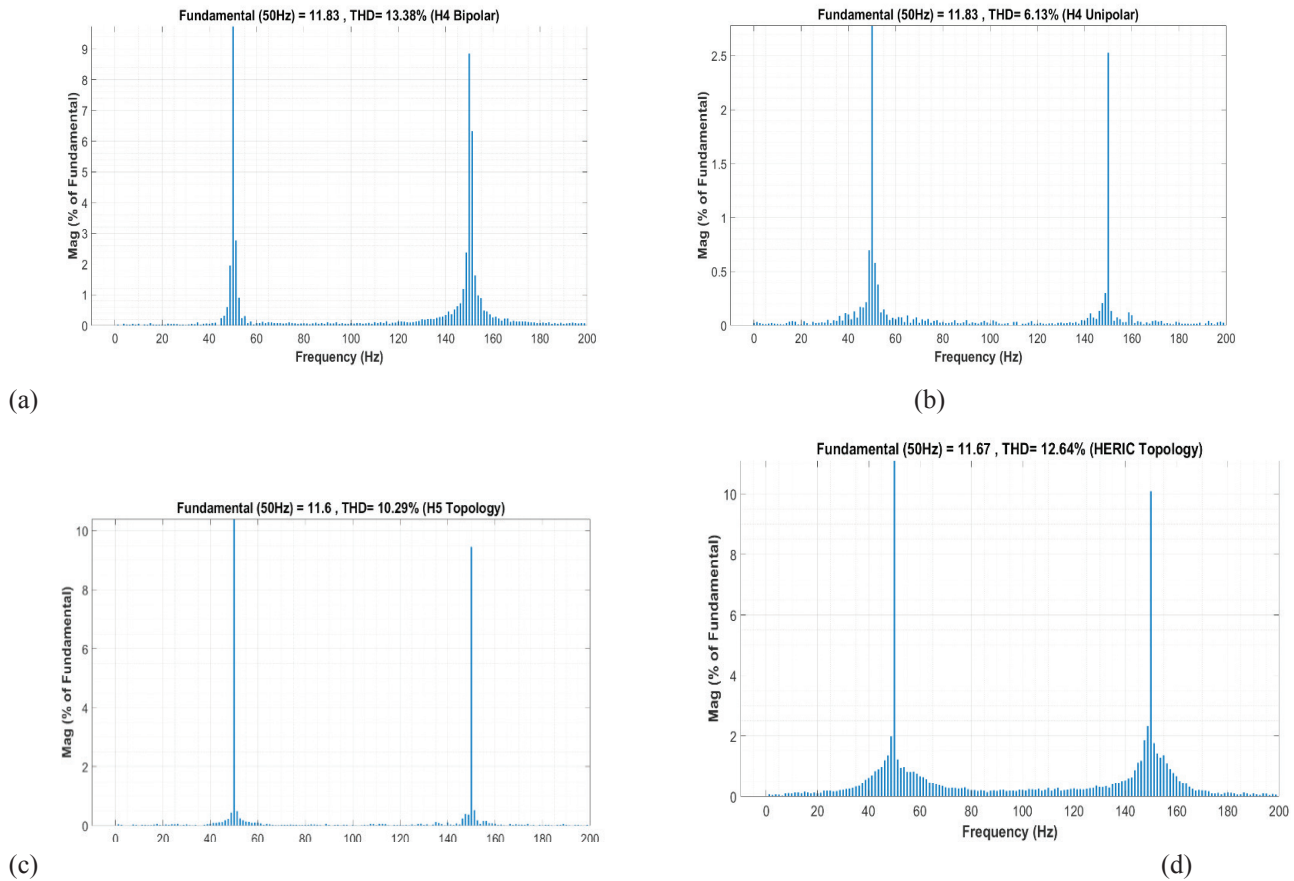 Fundamental (50Hz) = 11.83 , THD= 13.38% (H4 Bipolar)
Mag (% of Fundamental)
9
8
7
6
5
4
3
2
1
0
0 20 40 60 80 100 120 140 160 180 200
Frequency (Hz)
(a)
Fundamental (50Hz) = 11.83 , THD= 6.13% (H4 Unipolar)
Mag (% of Fundamental)
2.5
2
1.5
1
0.5
0
0 20 40 60 80 100 120 140 160 180 200
Frequency (Hz)
(b)
Fundamental (50Hz) = 11.6 , THD= 10.29% (H5 Topology)
Mag (% of Fundamental)
10
8
6
4
2
0
0 20 40 60 80 100 120 140 160 180 200
(c)
Fundamental (50Hz) = 11.67 , THD= 12.64% (HERIC Topology)
Mag (% of Fundamental)
10
8
6
4
2
0
0 20 40 60 80 100 120 140 160 180 200
Frequency (Hz)
(d)